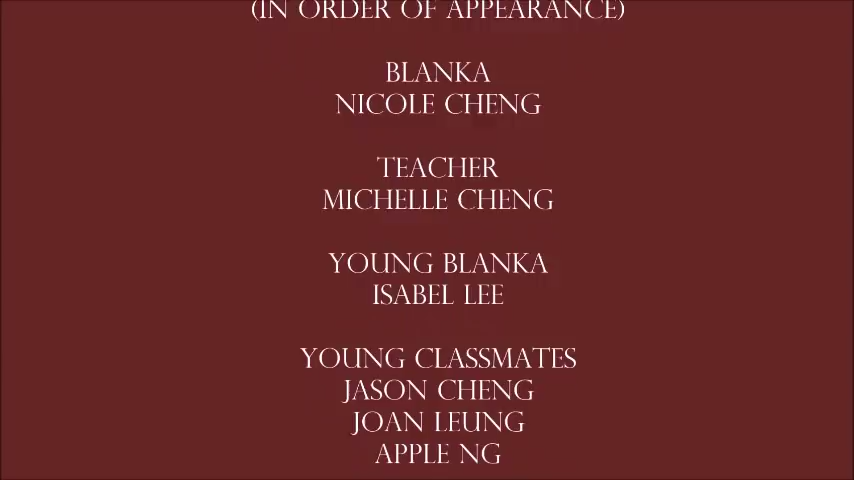 (IN ORDER OF APPEARANCE)
BLANKA
NICOLE CHENG
TEACHER
MICHELLE CHENG
YOUNG BLANKA
ISABEL LEE
YOUNG CLASSMATES
JASON CHENG
JOAN LEUNG
APPLE NG